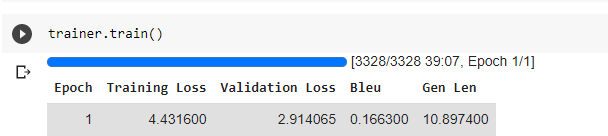 trainer.train()
[3328/3328 39:07, Epoch 1/1]
Epoch Training Loss Validation Loss Bleu Gen Len
1 4.431600 2.914065 0.166300 10.897400